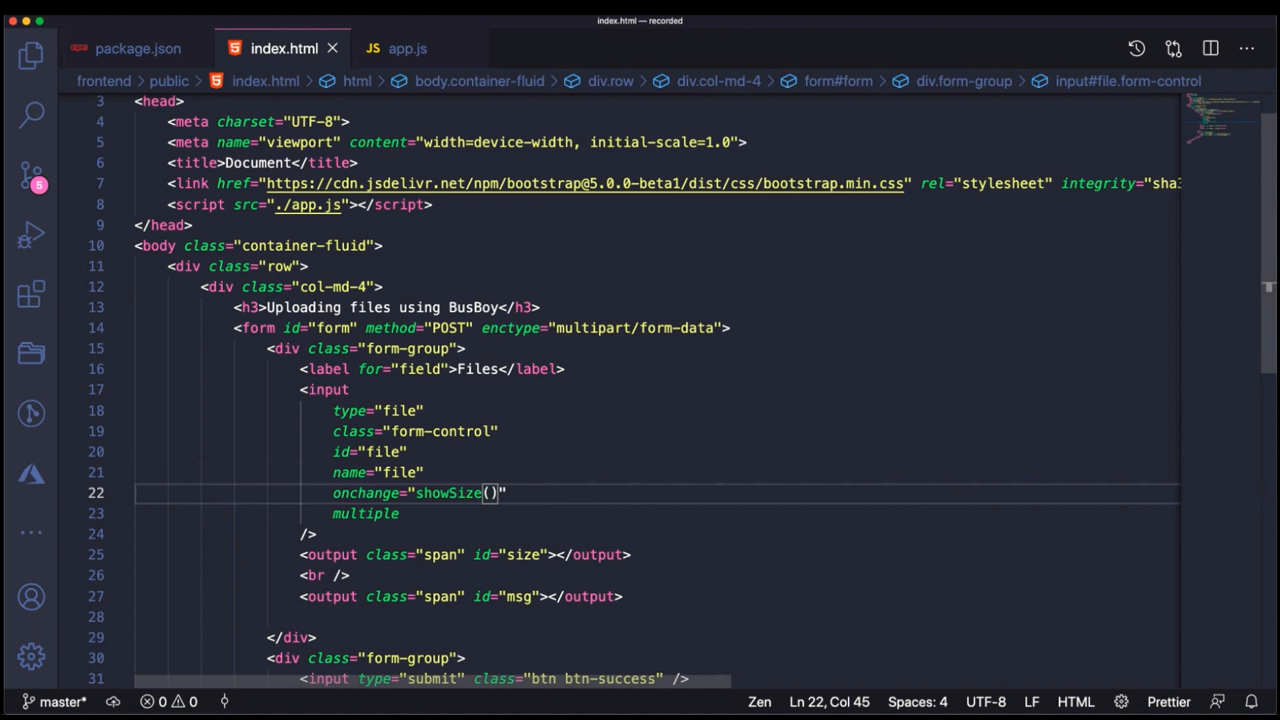 index.html — recorded
package.json index.html app.js
frontend public index.html html body.container-fluid div.row div.col-md-4 form#form div.form-group input#file.form-control
3 <head>
4 <meta charset="UTF-8">
5 <meta name="viewport" content="width=device-width, initial-scale=1.0">
6 <title>Document</title>
7 <link href="https://cdn.jsdelivr.net/npm/bootstrap@5.0.0-beta1/dist/css/bootstrap.min.css" rel="stylesheet" integrity="sha3
8 <script src="./app.js"></script>
9 </head>
10 <body class="container-fluid">
11 <div class="row">
12 <div class="col-md-4">
13 <h3>Uploading files using BusBoy</h3>
14 <form id="form" method="POST" enctype="multipart/form-data">
15 <div class="form-group">
16 <label for="field">Files</label>
17 <input
18 type="file"
19 class="form-control"
20 id="file"
21 name="file"
22 onchange="showSize()"
23 multiple
24 />
25 <output class="span" id="size"></output>
26 <br />
27 <output class="span" id="msg"></output>
28
29 </div>
30 <div class="form-group">
31 <input type="submit" class="btn btn-success" />
5
master* 0 0 Zen Ln 22, Col 45 Spaces: 4 UTF-8 LF HTML Prettier